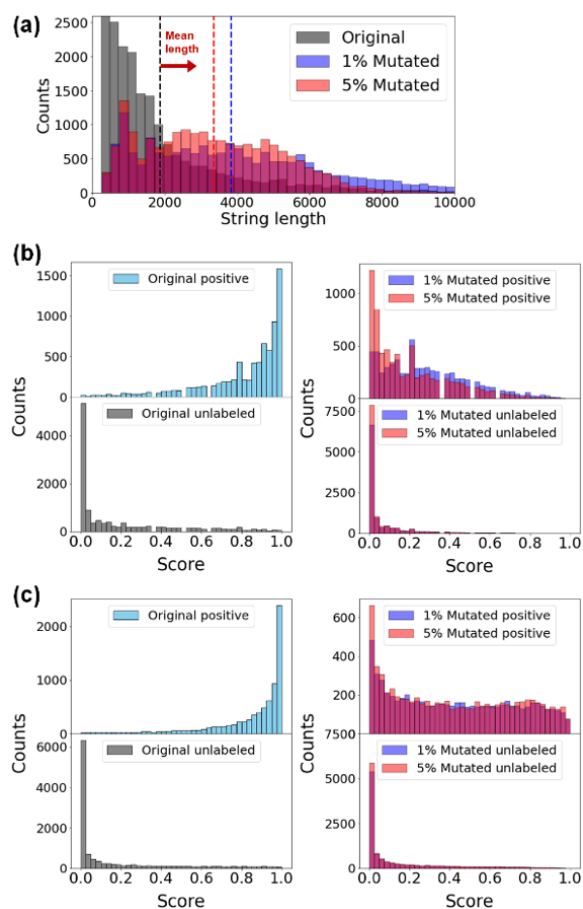 (a)
2500
2000
1500
1000
500
0
Counts
Mean
length
Original
1% Mutated
5% Mutated
0
2000
4000
6000
8000
10000
String length
(b)
Original positive
1500
1000
500
0
Counts
Original unlabeled
4000
2000
0
0.0 0.2 0.4 0.6 0.8 1.0
Score
1% Mutated positive
5% Mutated positive
1000
500
0
Counts
1% Mutated unlabeled
5% Mutated unlabeled
7500
5000
2500
0
0.0 0.2 0.4 0.6 0.8 1.0
Score
(c)
Original positive
2000
1000
0
Counts
Original unlabeled
6000
4000
2000
0
0.0 0.2 0.4 0.6 0.8 1.0
Score
1% Mutated positive
5% Mutated positive
600
400
200
Counts
7500
1% Mutated unlabeled
5% Mutated unlabeled
5000
2500
0
0.0 0.2 0.4 0.6 0.8 1.0
Score